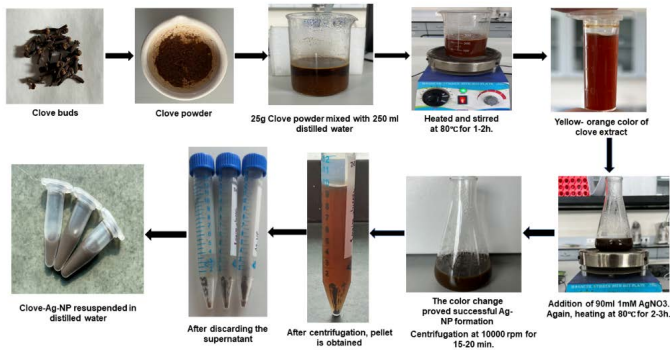 Clove buds
Clove powder
25g Clove powder mixed with 250 ml
distilled water
Heated and stirred
at 80℃ for 1-2h.
Yellow- orange color of
clove extract
Addition of 90ml 1mM AgNO3.
Again, heating at 80℃ for 2-3h.
The color change
proved successful Ag-
NP formation
Centrifugation at 10000 rpm for
15-20 min.
After centrifugation, pellet
is obtained
After discarding the
supernatant
Clove-Ag-NP resuspended in
distilled water